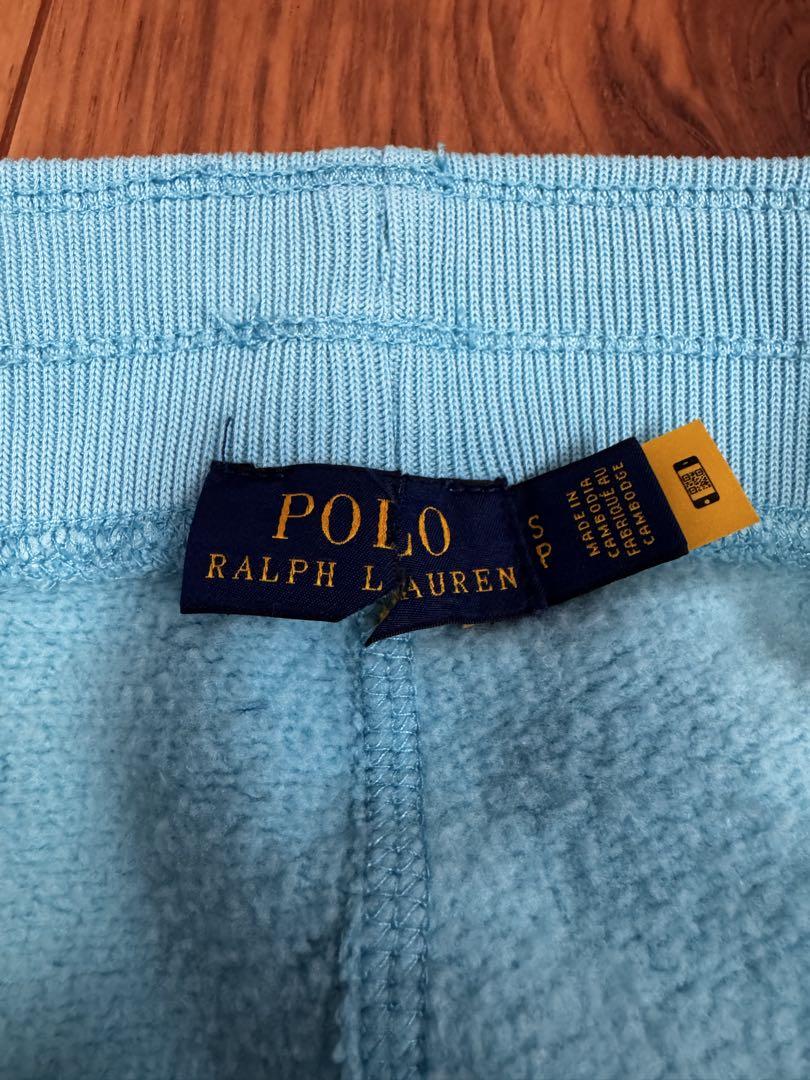 POLO
RALPH LAUREN
S
P
MADE IN
CAMBODIA
FABRIQUÉ AU
CAMBODGE